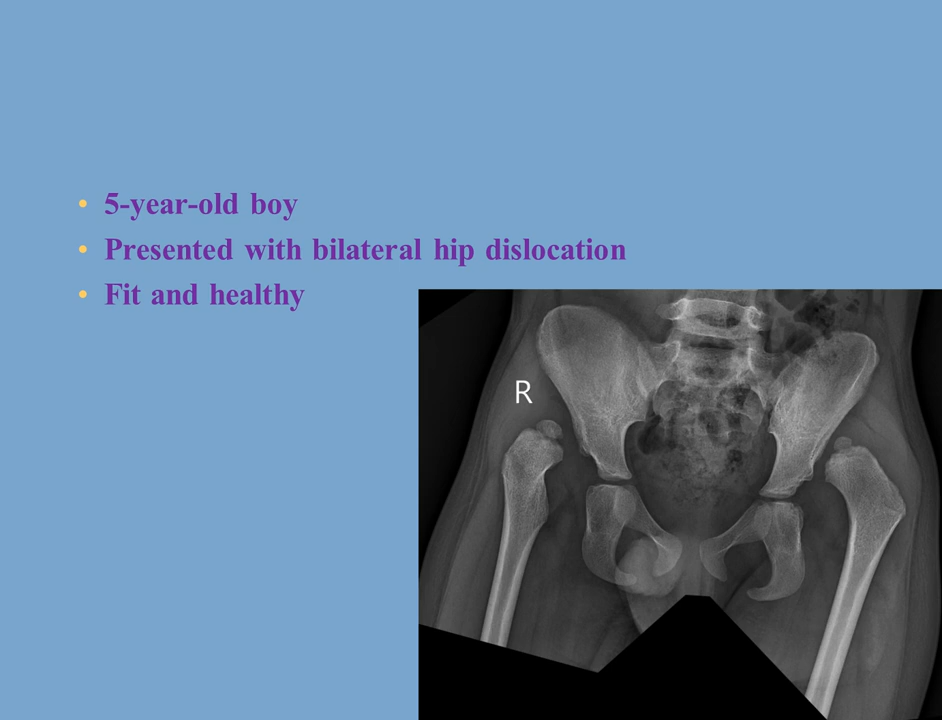 • 5-year-old boy
• Presented with bilateral hip dislocation
• Fit and healthy
R